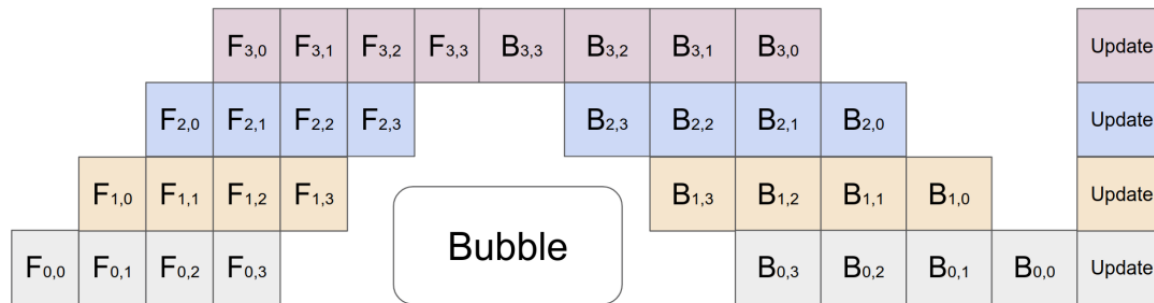 F3,0 F3,1 F3,2 F3,3 B3,3 B3,2 B3,1 B3,0 Update
F2,0 F2,1 F2,2 F2,3 B2,3 B2,2 B2,1 B2,0 Update
F1,0 F1,1 F1,2 F1,3 B1,3 B1,2 B1,1 B1,0 Update
Bubble
F0,0 F0,1 F0,2 F0,3 B0,3 B0,2 B0,1 B0,0 Update